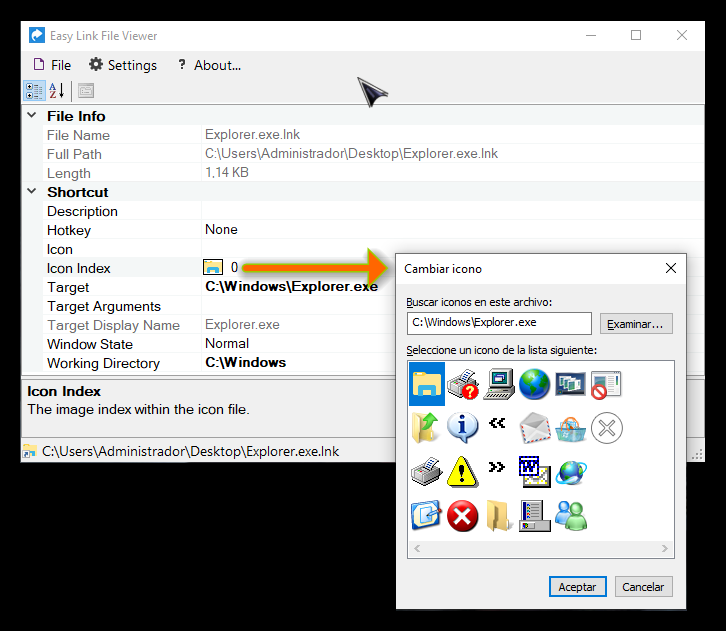 Easy Link File Viewer
File Settings ? About...
File Info
File Name Explorer.exe.lnk
Full Path C:\Users\Administrador\Desktop\Explorer.exe.lnk
Length 1,14 KB
Shortcut
Description
Hotkey None
Icon
Icon Index 0
Target C:\Windows\Explorer.exe
Target Arguments
Target Display Name Explorer.exe
Window State Normal
Working Directory C:\Windows
Icon Index
The image index within the icon file.
C:\Users\Administrador\Desktop\Explorer.exe.lnk
Cambiar icono
Buscar iconos en este archivo:
C:\Windows\Explorer.exe Examinar...
Seleccione un icono de la lista siguiente:
Aceptar Cancelar